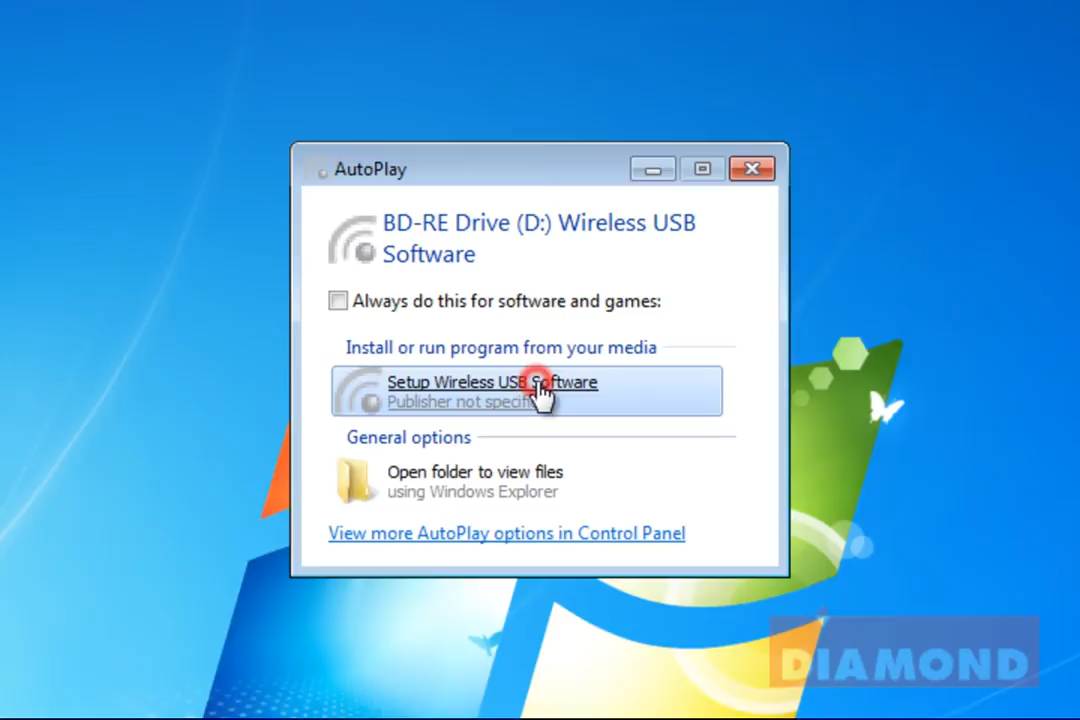 AutoPlay
BD-RE Drive (D:) Wireless USB
Software
Always do this for software and games:
Install or run program from your media
Setup Wireless USB Software
Publisher not
General options
Open folder to view files
using Windows Explorer
View more AutoPlay options in Control Panel
DIAMOND